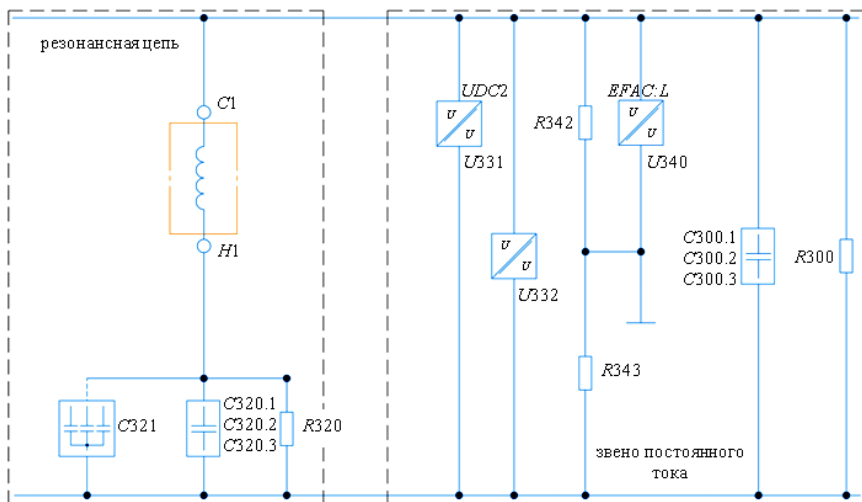 резонансная цепь
C1
H1
C321
C320.1
C320.2
C320.3
R320
UDC2
U
U
U331
U
U
U332
R342
EFAC:L
U
U
U340
R343
C300.1
C300.2
C300.3
R300
звено постоянного
тока